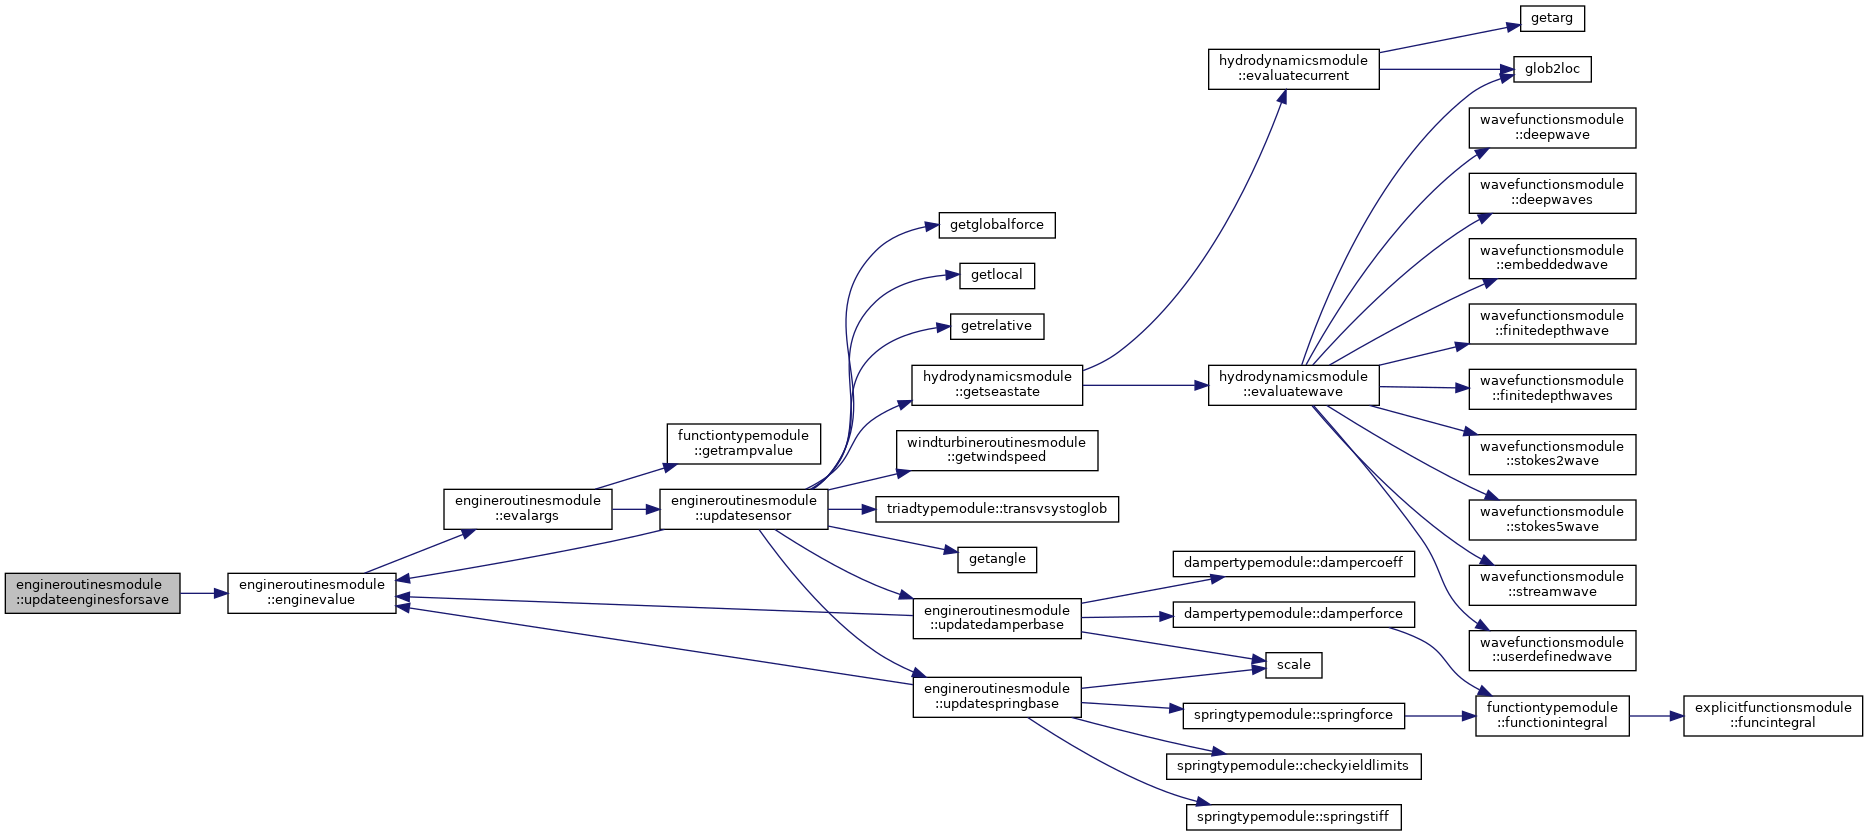 getarg
hydrodynamicsmodule
::evaluatecurrent
glob2loc
wavefunctionsmodule
::deepwave
wavefunctionsmodule
::deepwaves
getglobalforce
wavefunctionsmodule
::embeddedwave
getlocal
getrelative
wavefunctionsmodule
::finitedepthwave
hydrodynamicsmodule
::getseastate
hydrodynamicsmodule
::evaluatewave
wavefunctionsmodule
::finitedepthwaves
functiontypemodule
::getrampvalue
windturbineroutinesmodule
::getwindspeed
wavefunctionsmodule
::stokes2wave
engineroutinesmodule
::evalargs
engineroutinesmodule
::updatesensor
triadtypemodule::transvsystoglob
wavefunctionsmodule
::stokes5wave
getangle
dampertypemodule::dampercoeff
engineroutinesmodule
::updateenginesforsave
engineroutinesmodule
::enginevalue
wavefunctionsmodule
::streamwave
engineroutinesmodule
::updatedamperbase
dampertypemodule::damperforce
wavefunctionsmodule
::userdefinedwave
scale
engineroutinesmodule
::updatespringbase
springtypemodule::springforce
functiontypemodule
::functionintegral
explicitfunctionsmodule
::funcintegral
springtypemodule::checkyieldlimits
springtypemodule::springstiff